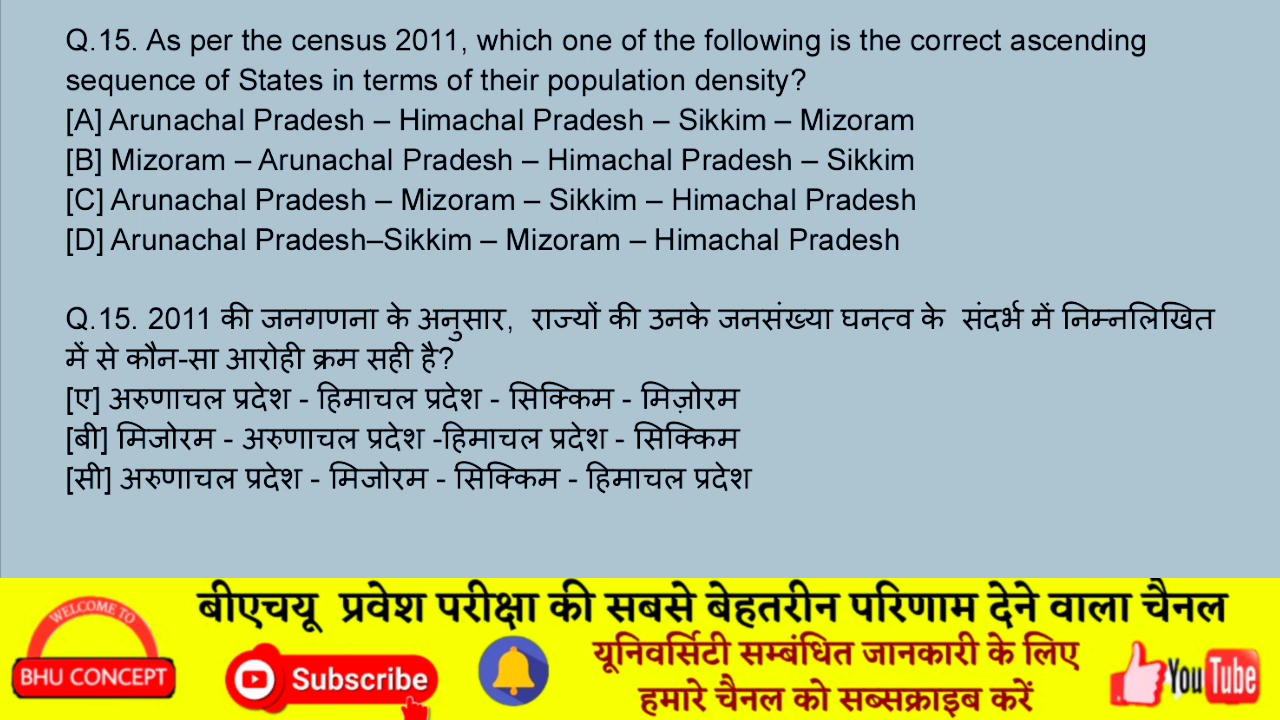 Q.15. As per the census 2011, which one of the following is the correct ascending
sequence of States in terms of their population density?
[A] Arunachal Pradesh – Himachal Pradesh – Sikkim – Mizoram
[B] Mizoram – Arunachal Pradesh – Himachal Pradesh – Sikkim
[C] Arunachal Pradesh – Mizoram – Sikkim – Himachal Pradesh
[D] Arunachal Pradesh–Sikkim – Mizoram – Himachal Pradesh
Q.15. 2011 की जनगणना के अनुसार, राज्यों की उनके जनसंख्या घनत्व के संदर्भ में निम्नलिखित
में से कौन-सा आरोही क्रम सही है?
[ए] अरुणाचल प्रदेश - हिमाचल प्रदेश - सिक्किम - मिज़ोरम
[बी] मिजोरम - अरुणाचल प्रदेश -हिमाचल प्रदेश - सिक्किम
[सी] अरुणाचल प्रदेश - मिजोरम - सिक्किम - हिमाचल प्रदेश
बीएचयू प्रवेश परीक्षा की सबसे बेहतरीन परिणाम देने वाला चैनल
WELCOME TO
BHU CONCEPT
Subscribe
यूनिवर्सिटी सम्बंधित जानकारी के लिए
हमारे चैनल को सब्सक्राइब करें
YouTube